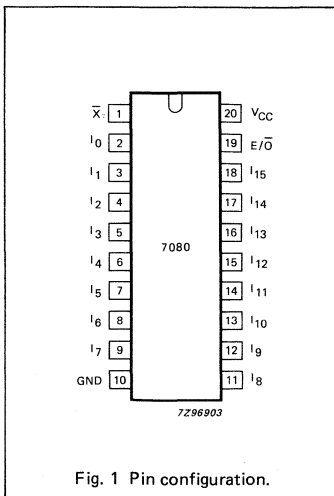 X̅ 1 20 VCC
I0 2 19 E/O̅
I1 3 18 I15
I2 4 17 I14
I3 5 16 I13
I4 6 15 I12
I5 7 14 I11
I6 8 13 I10
I7 9 12 I9
GND 10 11 I8
7080
7Z96903
Fig. 1 Pin configuration.